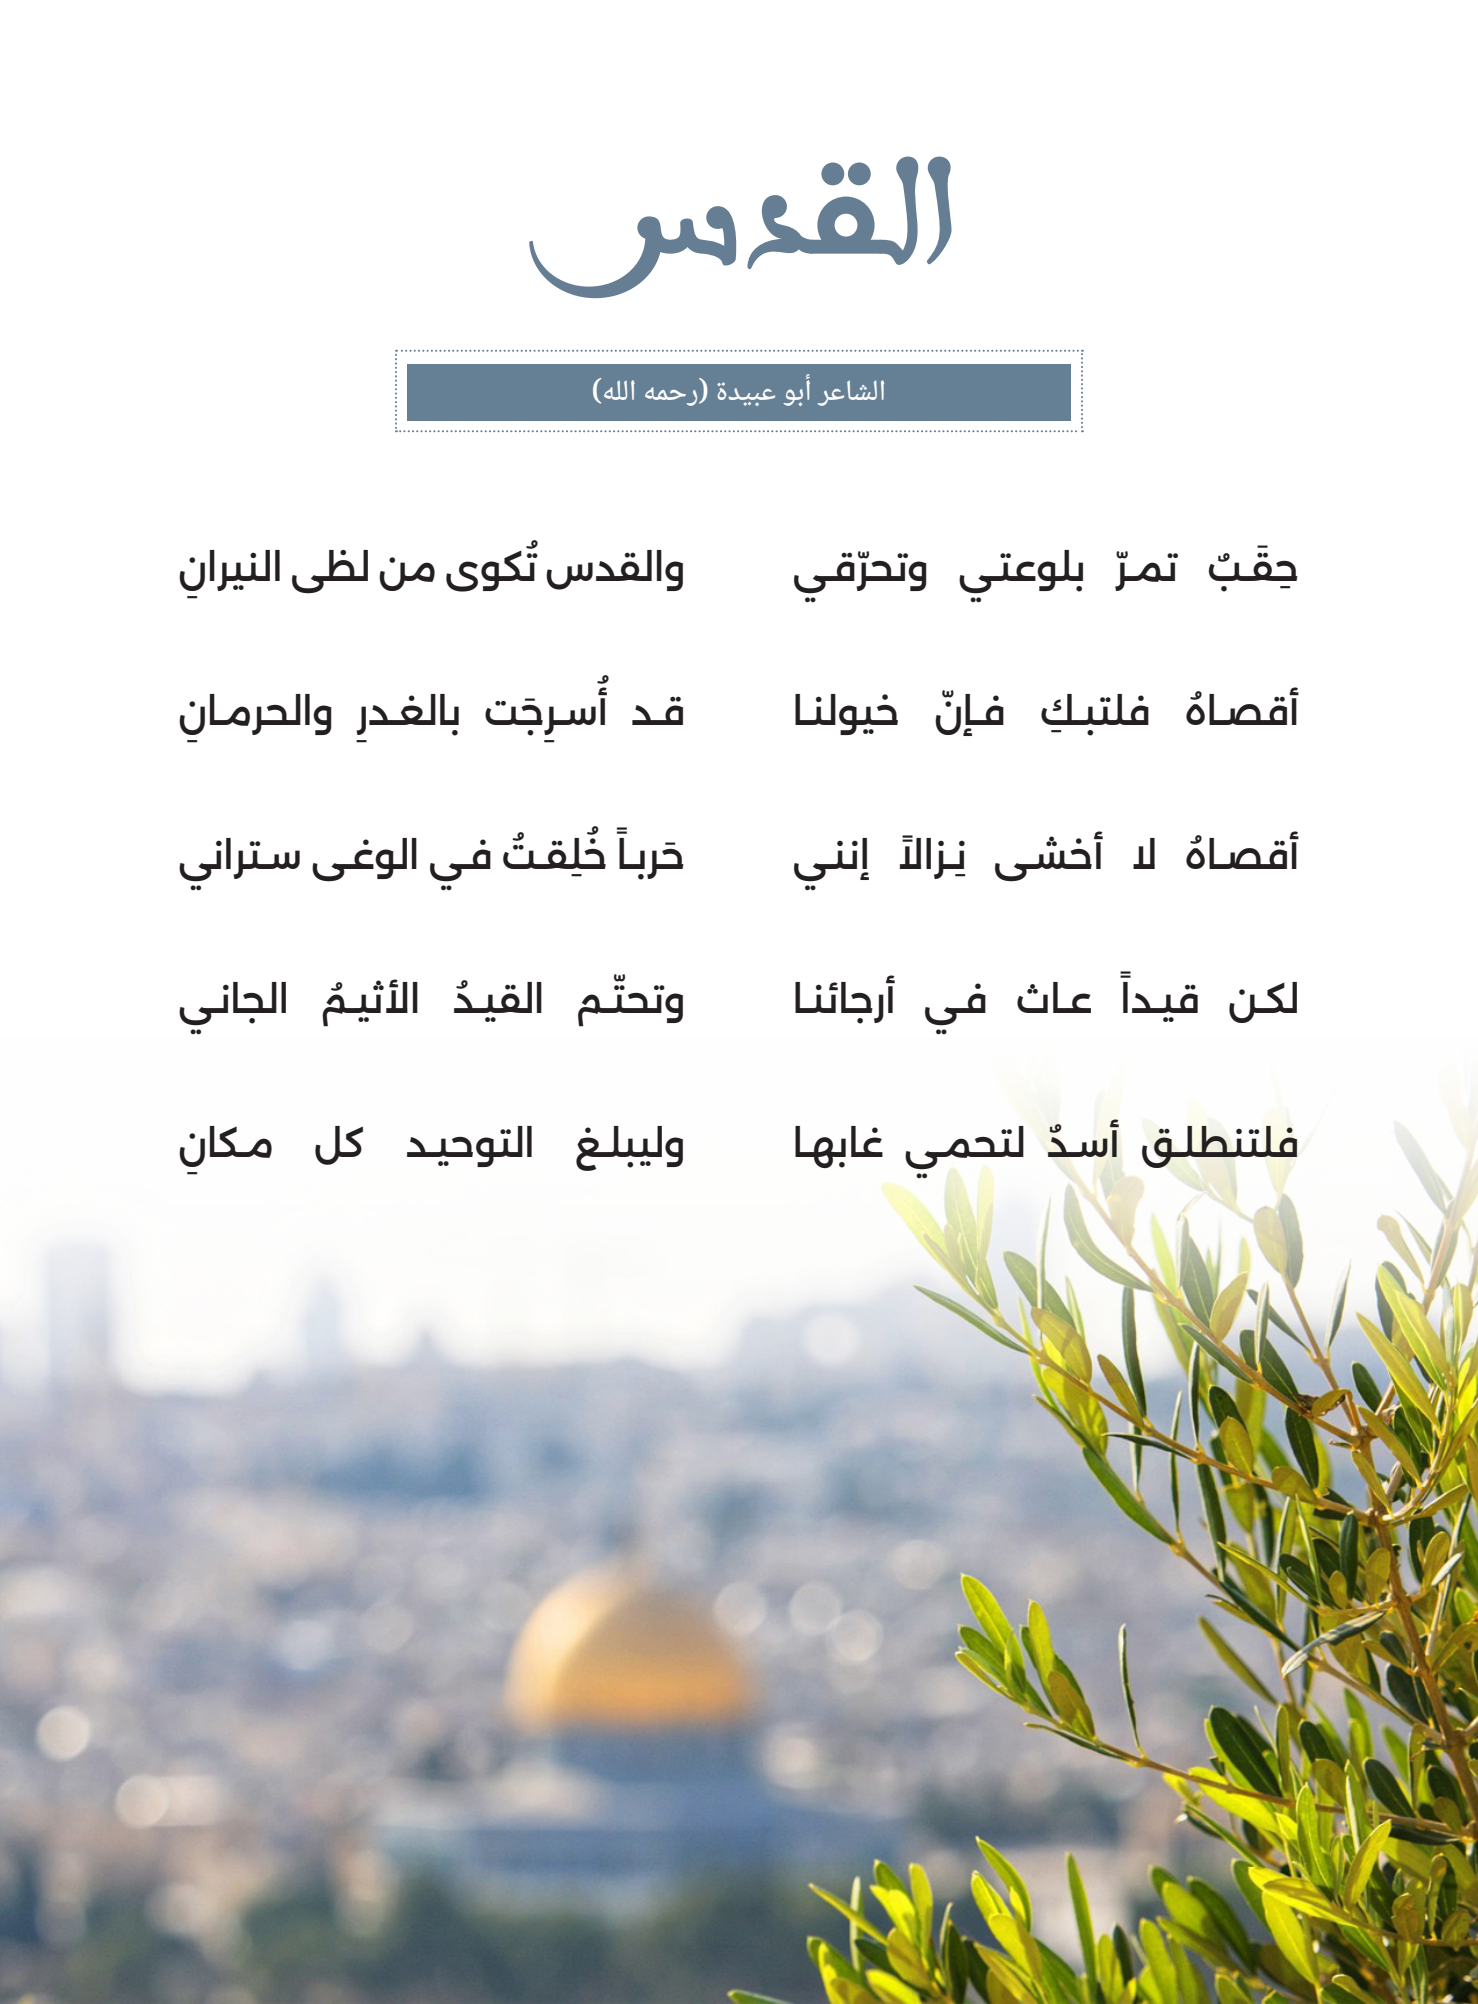 القدس
الشاعر أبو عبيدة (رحمه الله)
حِقَبٌ تمرّ بلوعتي وتحرّقي والقدس تُكوى من لظى النيرانِ
أقصاهُ فلتبكِ فإنّ خيولنا قد أُسرِجَت بالغدرِ والحرمانِ
أقصاهُ لا أخشى نِزالاً إنني حَرباً خُلِقتُ في الوغى ستراني
لكن قيداً عاث في أرجائنا وتحتّم القيدُ الأثيمُ الجاني
فلتنطلق أسدٌ لتحمي غابها وليبلغ التوحيد كل مكانِ